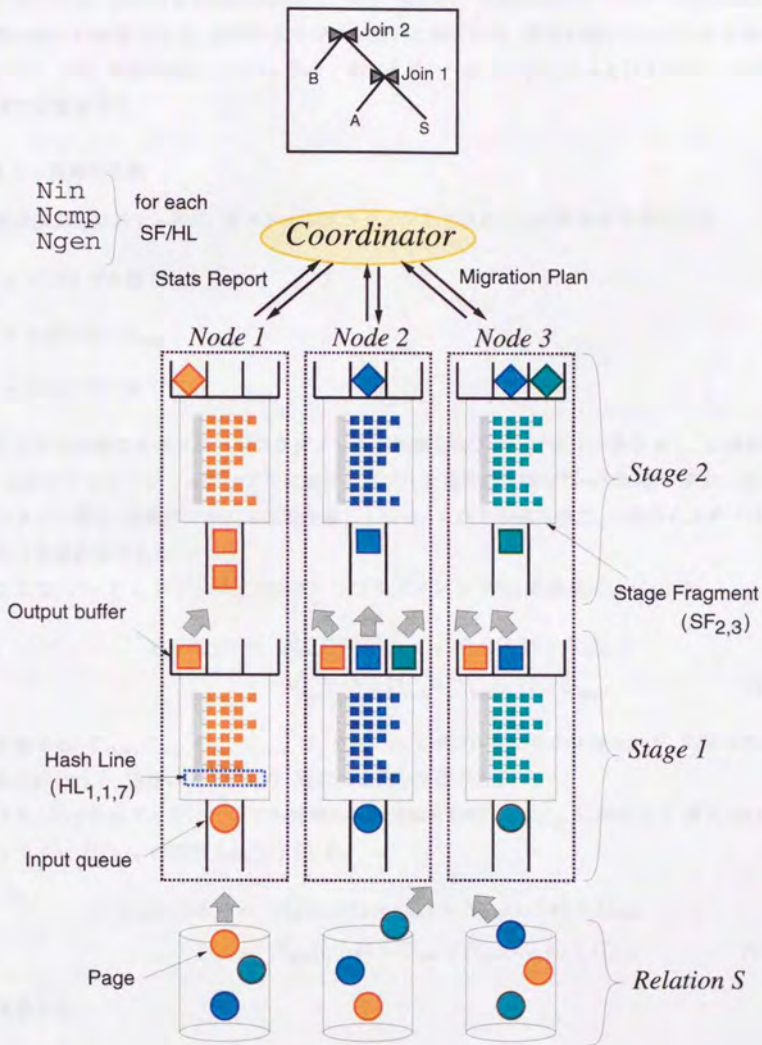 Join 2
B
Join 1
A
S
Nin
Ncmp
Ngen
for each
SF/HL
Coordinator
Stats Report
Migration Plan
Node 1
Node 2
Node 3
Stage 2
Output buffer
Stage Fragment
(SF2,3)
Stage 1
Hash Line
(HL1,1,7)
Input queue
Page
Relation S